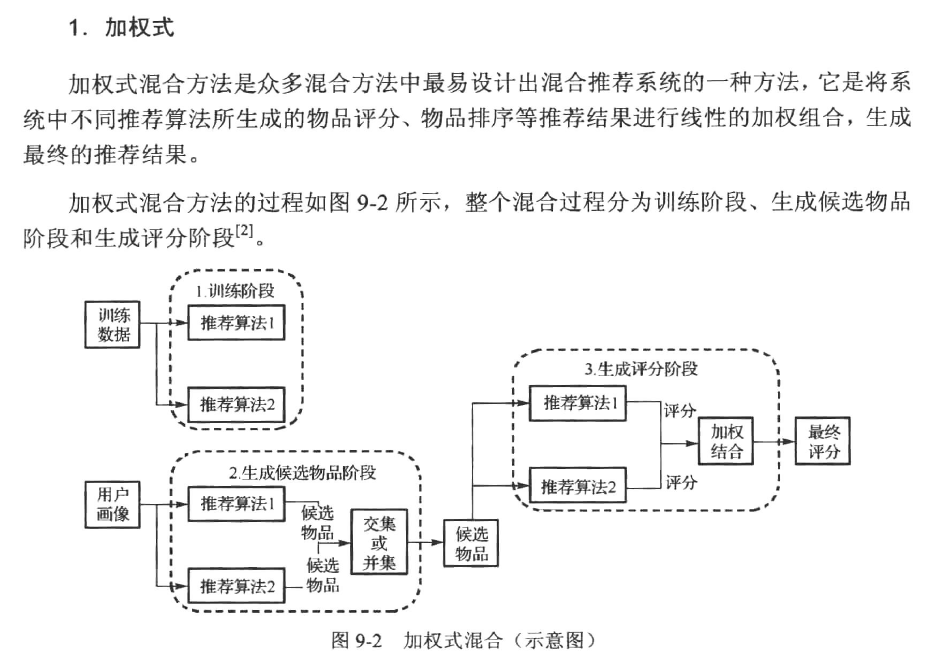 1. 加权式
加权式混合方法是众多混合方法中最易设计出混合推荐系统的一种方法，它是将系
统中不同推荐算法所生成的物品评分、物品排序等推荐结果进行线性的加权组合，生成
最终的推荐结果。
加权式混合方法的过程如图 9-2 所示，整个混合过程分为训练阶段、生成候选物品
阶段和生成评分阶段[2]。
1.训练阶段
训练
数据
推荐算法1
推荐算法2
2.生成候选物品阶段
用户
画像
推荐算法1
候选
物品
推荐算法2
候选
物品
交集
或
并集
候选
物品
3.生成评分阶段
推荐算法1
评分
推荐算法2
评分
加权
结合
最终
评分
图 9-2 加权式混合（示意图）